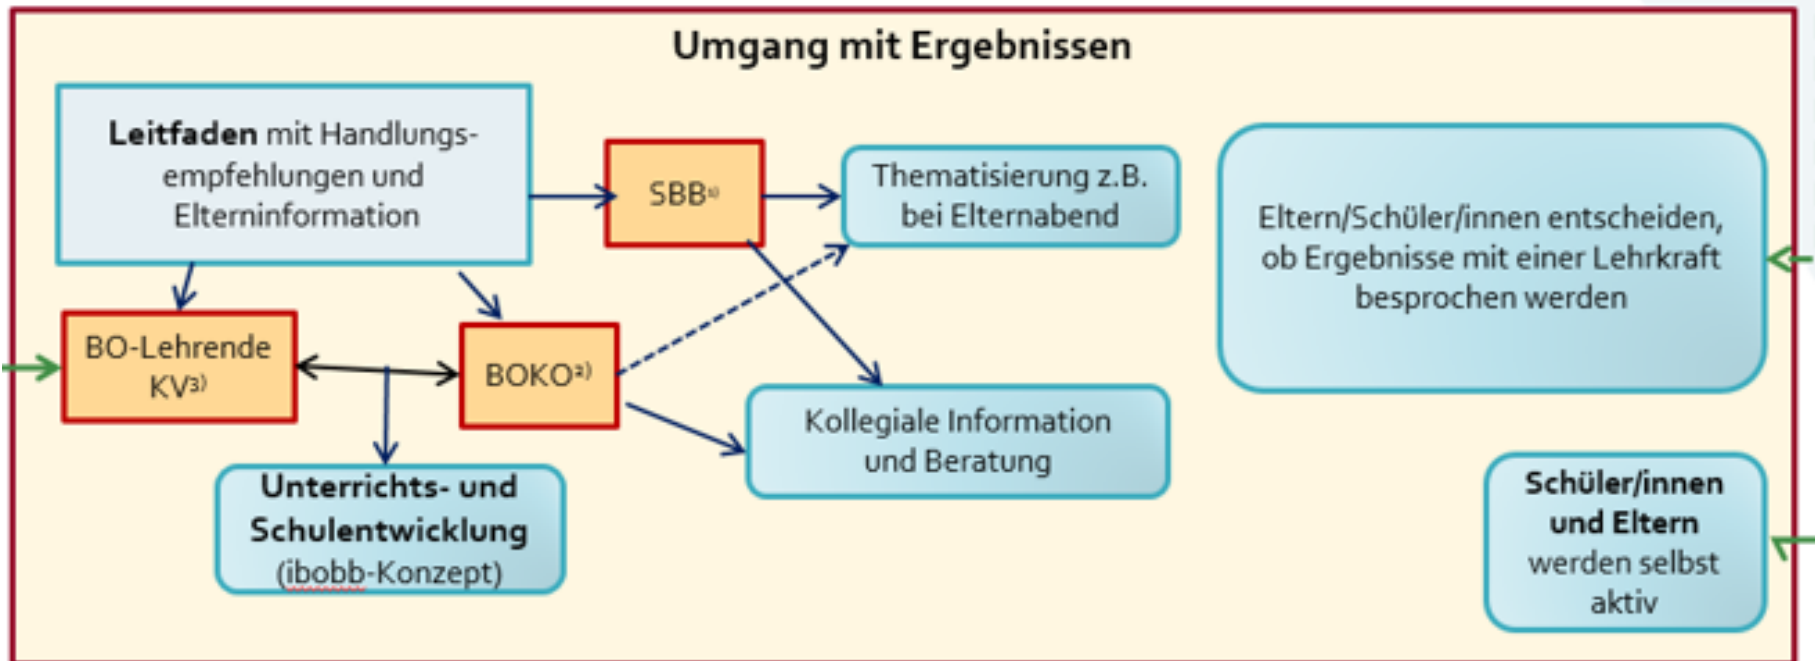 Umgang mit Ergebnissen
Leitfaden mit Handlungs-
empfehlungen und
Elterninformation
SBB¹⁾
Thematisierung z.B.
bei Elternabend
Eltern/Schüler/innen entscheiden,
ob Ergebnisse mit einer Lehrkraft
besprochen werden
BO-Lehrende
KV³⁾
BOKO²⁾
Kollegiale Information
und Beratung
Unterrichts- und
Schulentwicklung
(ibobb-Konzept)
Schüler/innen
und Eltern
werden selbst
aktiv